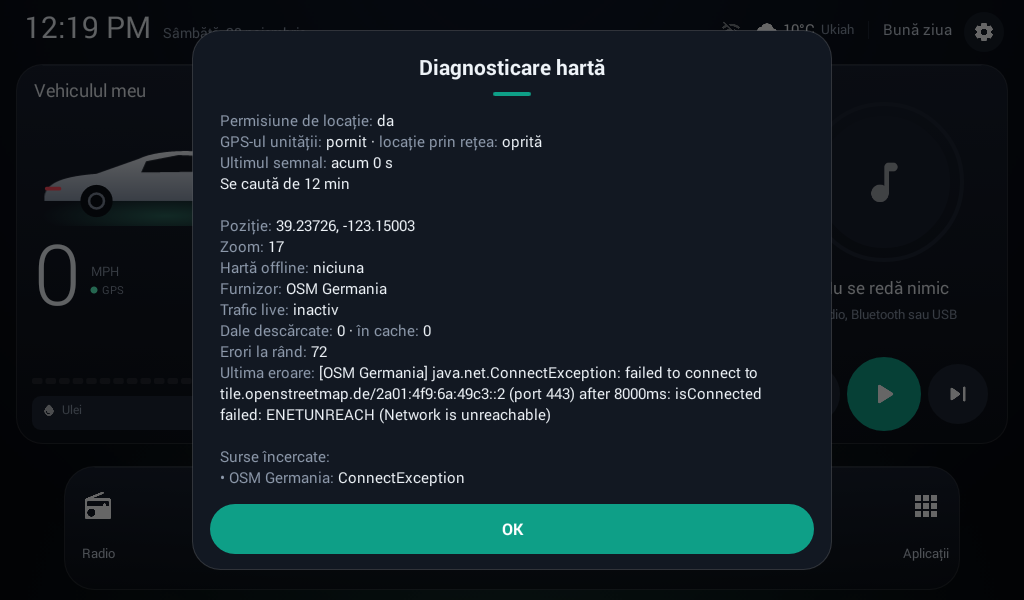 12:19 PM
Sâmbătă
10°C Ukiah
Bună ziua
Vehiculul meu
Diagnosticare hartă
Permisiune de locație: da
GPS-ul unității: pornit · locație prin rețea: oprită
Ultimul semnal: acum 0 s
Se caută de 12 min
Poziție: 39.23726, -123.15003
Zoom: 17
Hartă offline: niciuna
Furnizor: OSM Germania
Trafic live: inactiv
Dale descărcate: 0 · în cache: 0
Erori la rând: 72
Ultima eroare: [OSM Germania] java.net.ConnectException: failed to connect to
tile.openstreetmap.de/2a01:4f9:6a:49c3::2 (port 443) after 8000ms: isConnected
failed: ENETUNREACH (Network is unreachable)
Surse încercate:
• OSM Germania: ConnectException
OK
0
MPH
GPS
Ulei
u se redă nimic
dio, Bluetooth sau USB
Radio
Aplicații